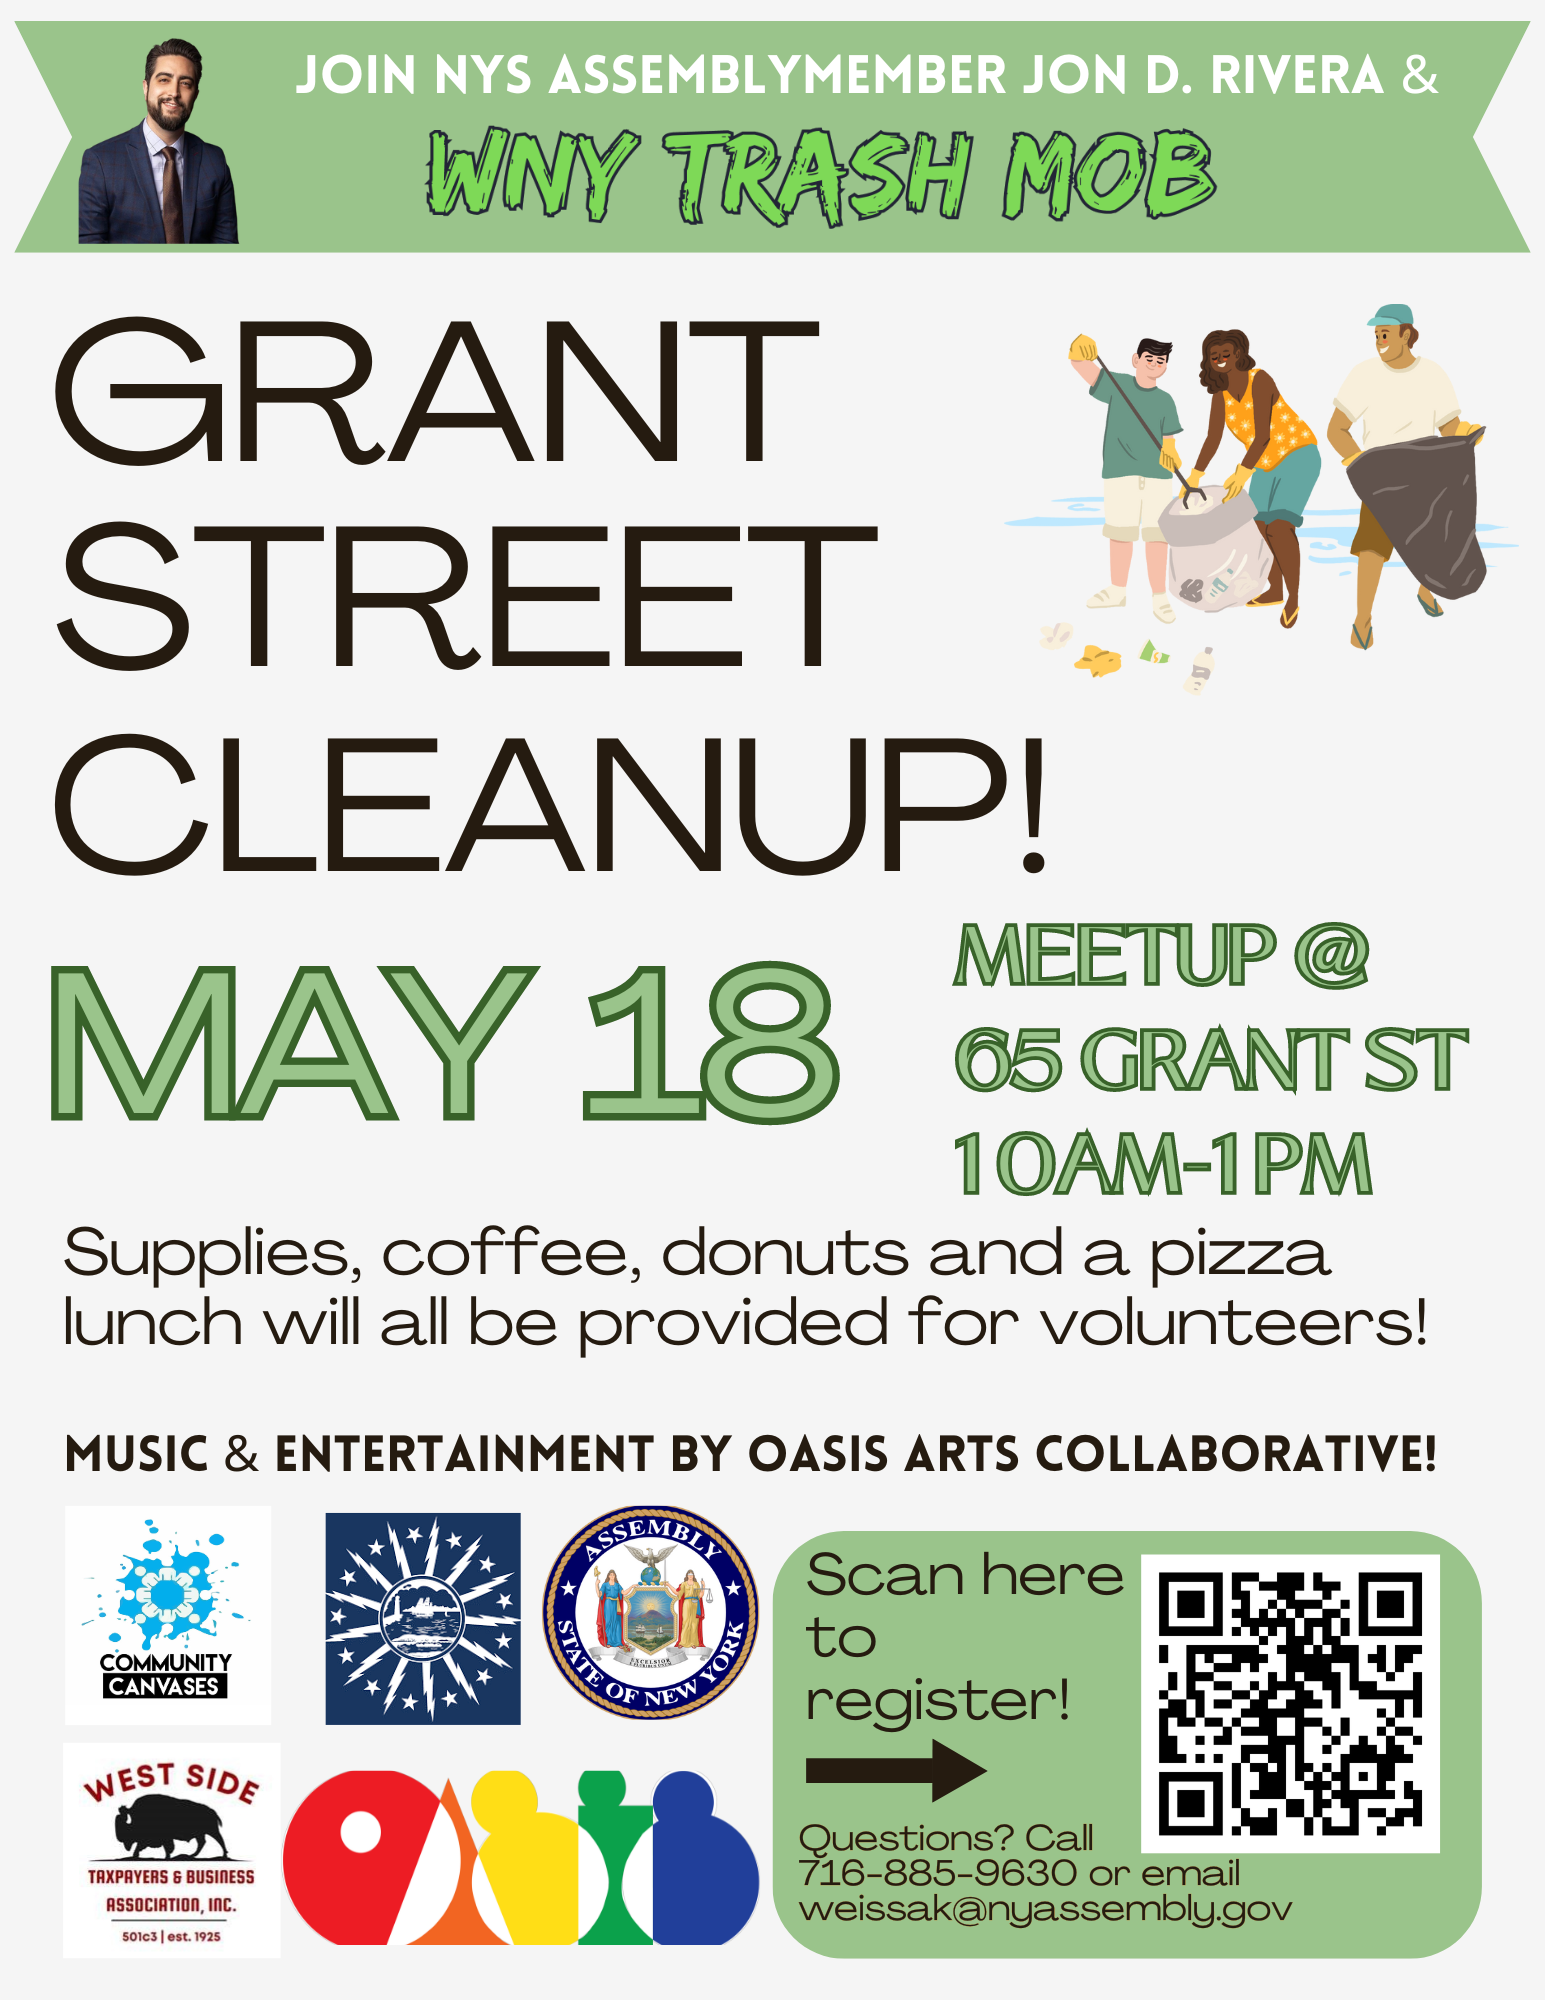 JOIN NYS ASSEMBLYMEMBER JON D. RIVERA &
WNY TRASH MOB
GRANT
STREET
CLEANUP!
MAY 18
MEETUP @
65 GRANT ST
10AM-1PM
Supplies, coffee, donuts and a pizza
lunch will all be provided for volunteers!
MUSIC & ENTERTAINMENT BY OASIS ARTS COLLABORATIVE!
COMMUNITY
CANVASES
ASSEMBLY
STATE OF NEW YORK
EXCELSIOR
E PLURIBUS UNUM
WEST SIDE
TAXPAYERS & BUSINESS
ASSOCIATION, INC.
501c3 | est. 1925
Scan here
to
register!
Questions? Call
716-885-9630 or email
weissak@nyassembly.gov